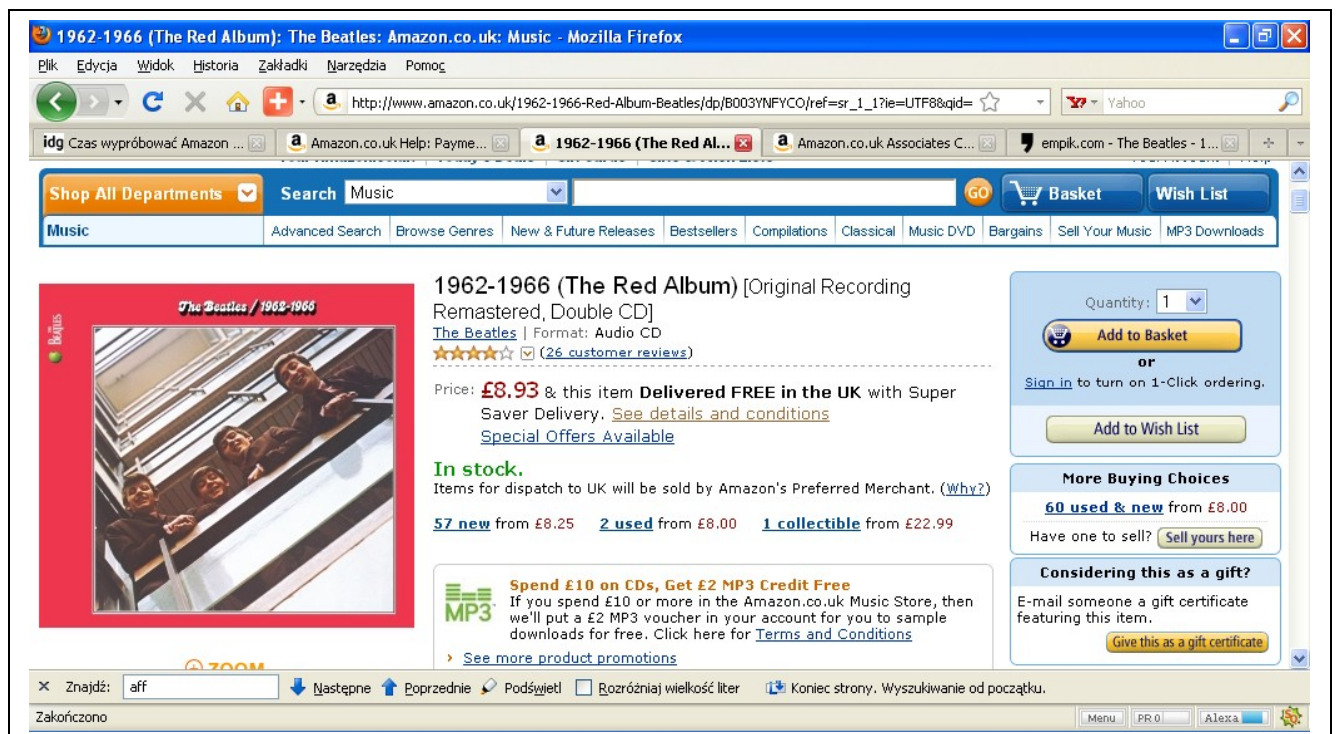 1962-1966 (The Red Album): The Beatles: Amazon.co.uk: Music - Mozilla Firefox
Plik Edycja Widok Historia Zakładki Narzędzia Pomoc
http://www.amazon.co.uk/1962-1966-Red-Album-Beatles/dp/B003YNFYCO/ref=sr_1_1?ie=UTF8&qid= Yahoo
idg Czas wypróbować Amazon ... Amazon.co.uk Help: Payme... 1962-1966 (The Red Al... Amazon.co.uk Associates C... empik.com - The Beatles - 1...
Shop All Departments Search Music GO Basket Wish List
Music Advanced Search Browse Genres New & Future Releases Bestsellers Compilations Classical Music DVD Bargains Sell Your Music MP3 Downloads
The Beatles / 1962-1966
BEATLES
1962-1966 (The Red Album) [Original Recording
Remastered, Double CD]
The Beatles | Format: Audio CD
(26 customer reviews)
Price: £8.93 & this item Delivered FREE in the UK with Super
Saver Delivery. See details and conditions
Special Offers Available
In stock.
Items for dispatch to UK will be sold by Amazon's Preferred Merchant. (Why?)
57 new from £8.25 2 used from £8.00 1 collectible from £22.99
MP3
Spend £10 on CDs, Get £2 MP3 Credit Free
If you spend £10 or more in the Amazon.co.uk Music Store, then
we'll put a £2 MP3 voucher in your account for you to sample
downloads for free. Click here for Terms and Conditions
› See more product promotions
Quantity: 1
Add to Basket
or
Sign in to turn on 1-Click ordering.
Add to Wish List
More Buying Choices
60 used & new from £8.00
Have one to sell? Sell yours here
Considering this as a gift?
E-mail someone a gift certificate
featuring this item.
Give this as a gift certificate
ZOOM
× Znajdź: aff Następne Poprzednie Podświetl Rozróżniaj wielkość liter Koniec strony. Wyszukiwanie od początku.
Zakończono Menu PR 0 Alexa